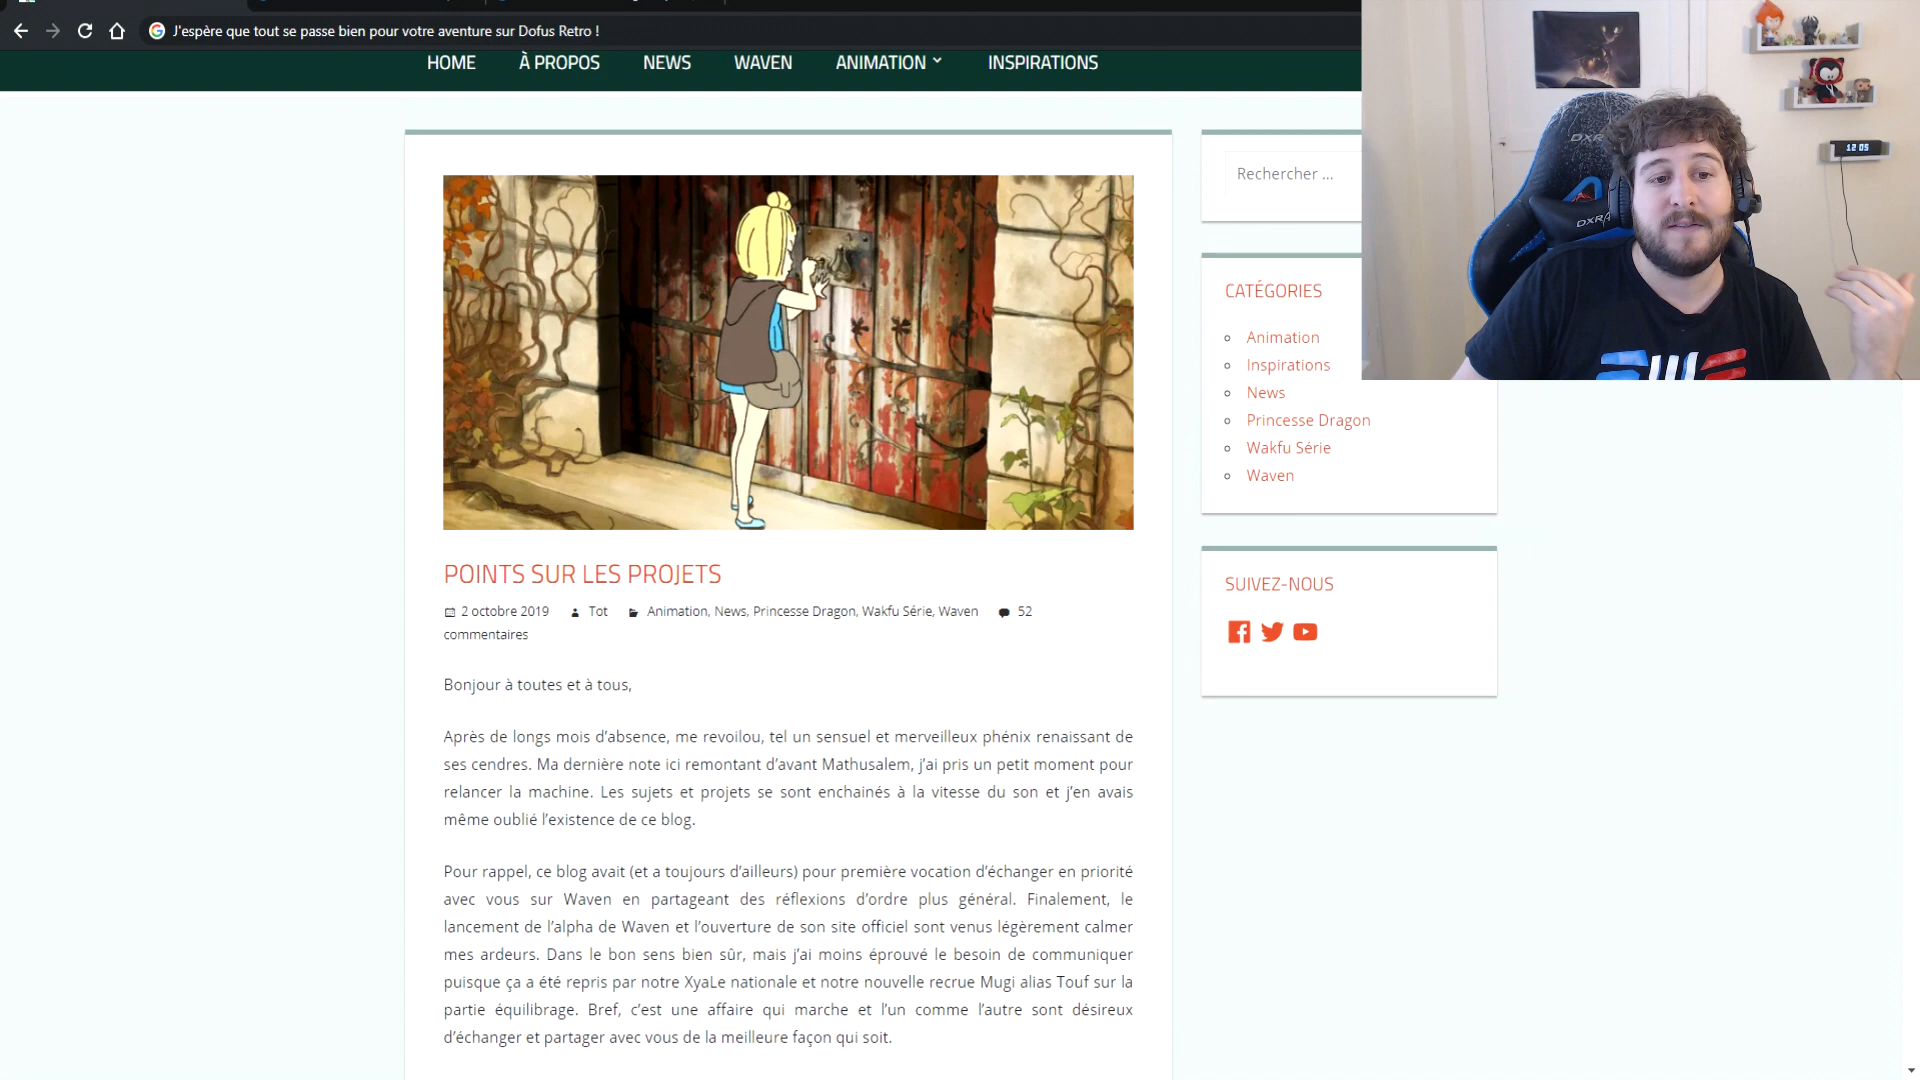 J'espère que tout se passe bien pour votre aventure sur Dofus Retro !
HOME À PROPOS NEWS WAVEN ANIMATION INSPIRATIONS
Rechercher ...
12 05
CATÉGORIES
Animation
Inspirations
News
Princesse Dragon
Wakfu Série
Waven
SUIVEZ-NOUS
POINTS SUR LES PROJETS
2 octobre 2019 Tot Animation, News, Princesse Dragon, Wakfu Série, Waven 52
commentaires
Bonjour à toutes et à tous,
Après de longs mois d’absence, me revoilou, tel un sensuel et merveilleux phénix renaissant de
ses cendres. Ma dernière note ici remontant d’avant Mathusalem, j’ai pris un petit moment pour
relancer la machine. Les sujets et projets se sont enchainés à la vitesse du son et j’en avais
même oublié l’existence de ce blog.
Pour rappel, ce blog avait (et a toujours d’ailleurs) pour première vocation d’échanger en priorité
avec vous sur Waven en partageant des réflexions d’ordre plus général. Finalement, le
lancement de l’alpha de Waven et l’ouverture de son site officiel sont venus légèrement calmer
mes ardeurs. Dans le bon sens bien sûr, mais j’ai moins éprouvé le besoin de communiquer
puisque ça a été repris par notre XyaLe nationale et notre nouvelle recrue Mugi alias Touf sur la
partie équilibrage. Bref, c’est une affaire qui marche et l’un comme l’autre sont désireux
d’échanger et partager avec vous de la meilleure façon qui soit.